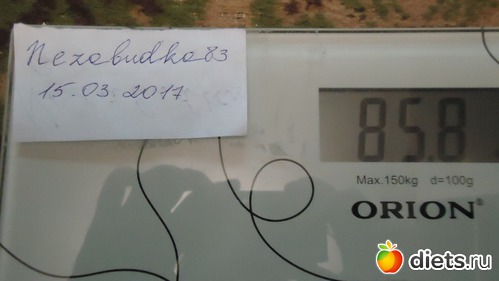 Nezabudka83
15.03.2017
85.8
Max.150kg d=100g
ORION®
diets.ru